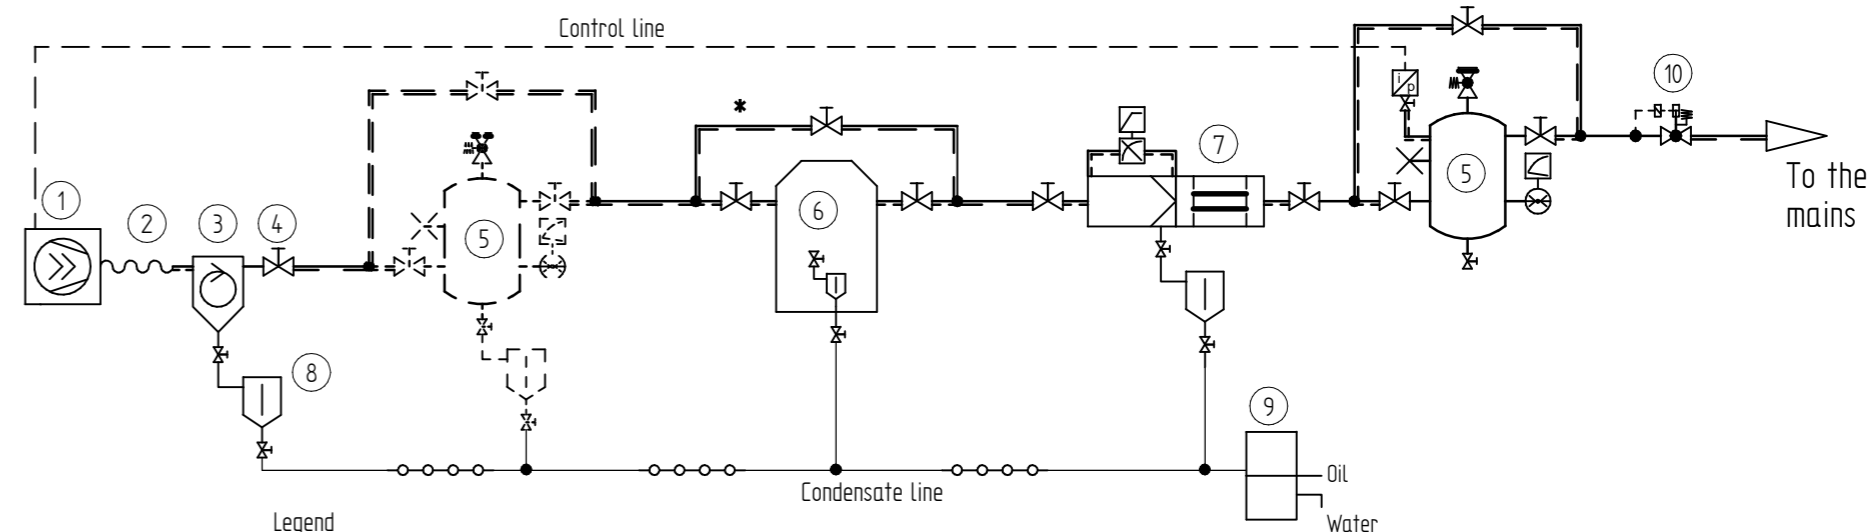 Control line
1
2
3
4
5
*
6
7
i
p
5
10
To the
mains
8
9
Oil
Water
Condensate line
Legend